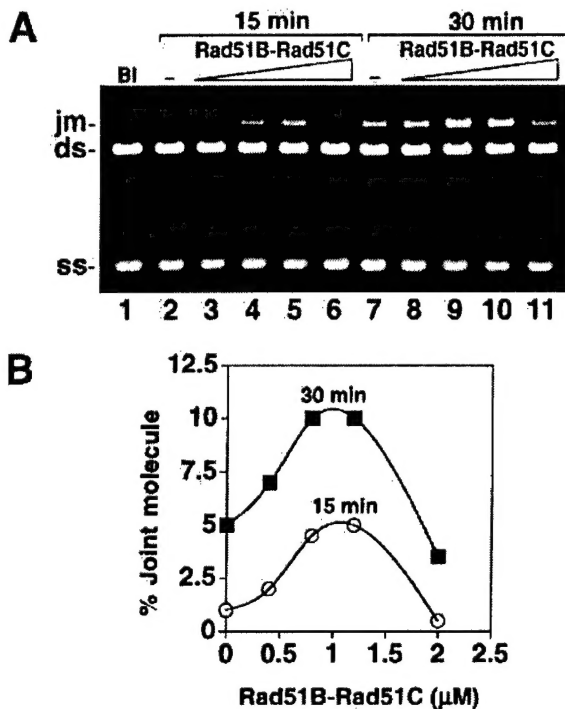 A
15 min 30 min
Rad51B-Rad51C Rad51B-Rad51C
Bl – –
jm-
ds-
ss-
1 2 3 4 5 6 7 8 9 10 11
B
12.5
10
7.5
5
2.5
0
% Joint molecule
30 min
15 min
0 0.5 1 1.5 2 2.5
Rad51B-Rad51C (μM)